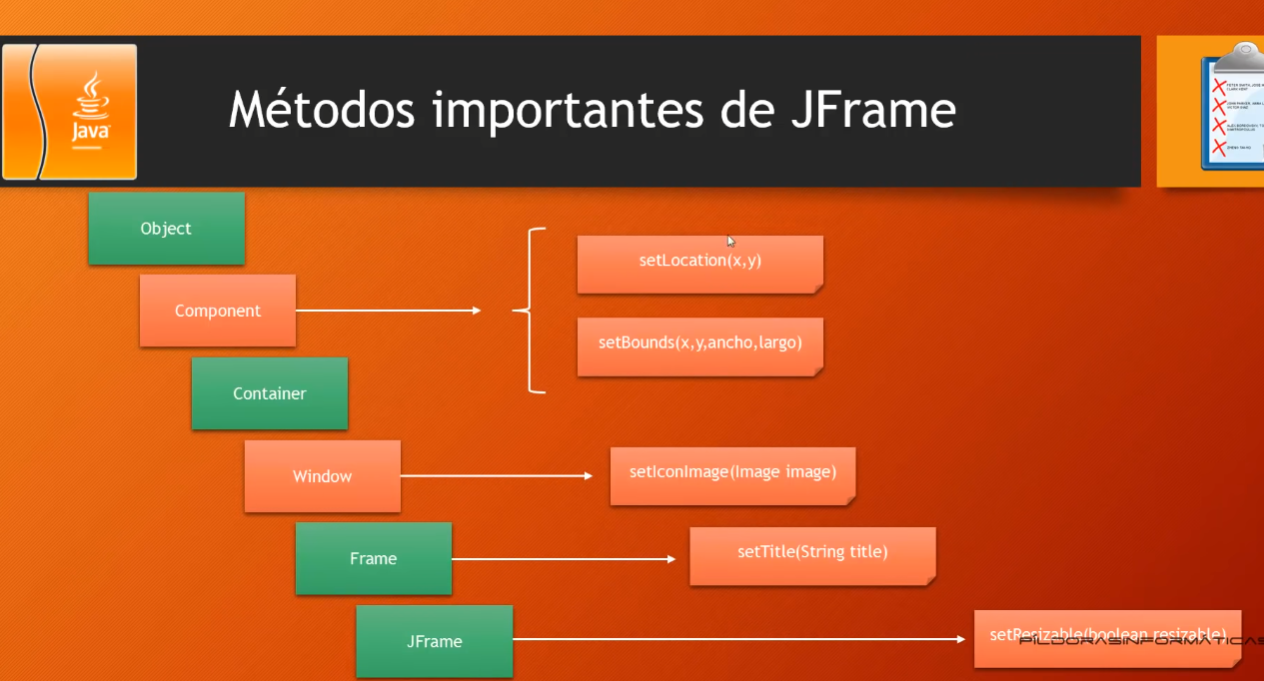 Métodos importantes de JFrame
Java
Object
Component
setLocation(x,y)
setBounds(x,y,ancho,largo)
Container
Window
setIconImage(Image image)
Frame
setTitle(String title)
JFrame
setResizable(boolean resizable)
PILDORASINFORMATICAS